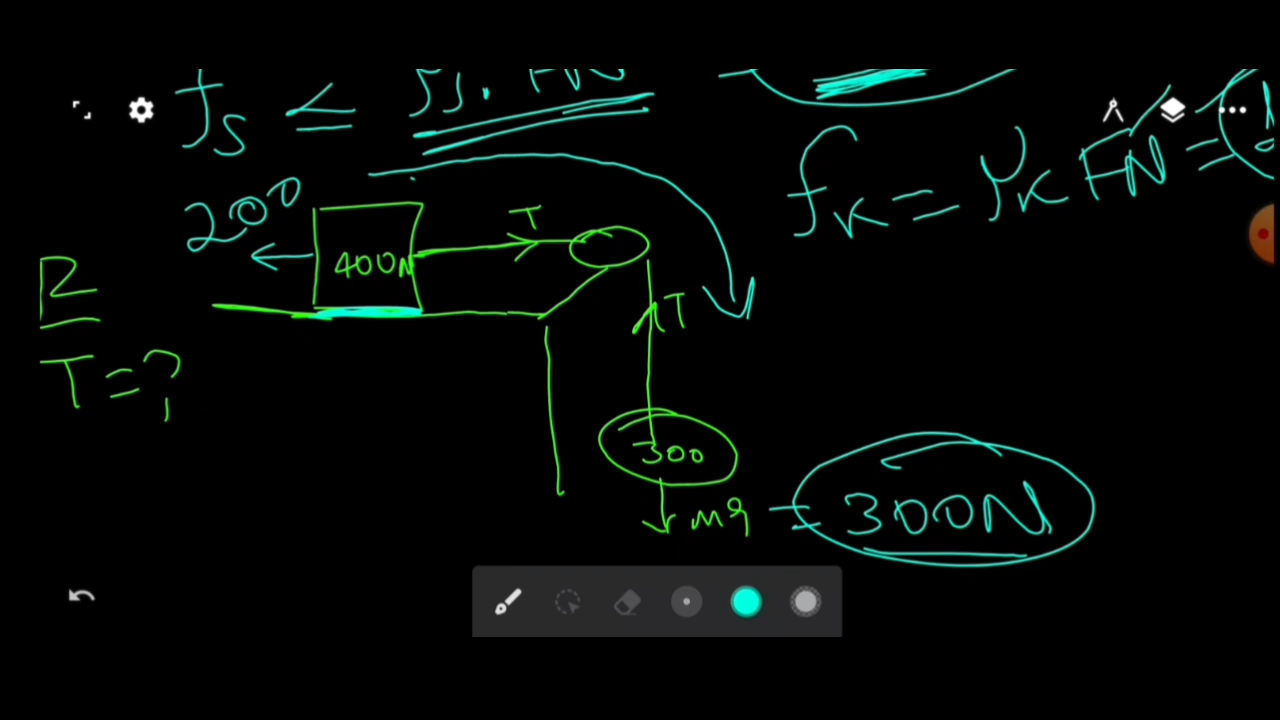 fs ≤ μs.FN
fK = μK FN =
200
400N
T
T
T = ?
300
mg = 300N